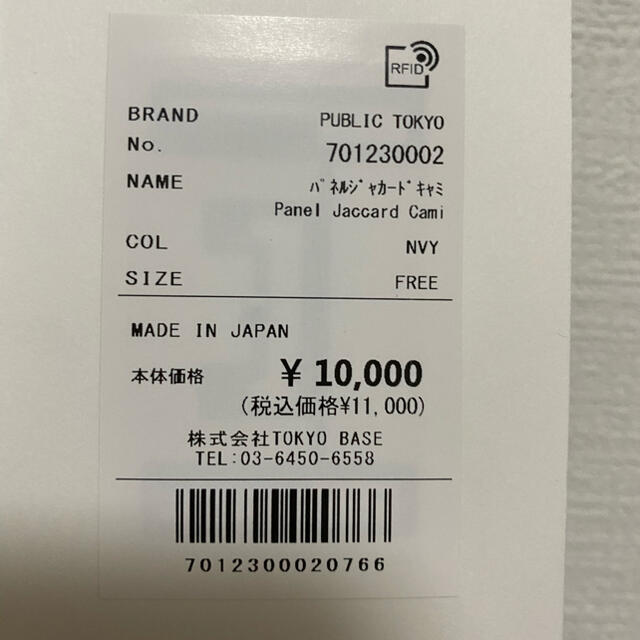 RFID
BRAND PUBLIC TOKYO
No. 701230002
NAME ﾊﾟﾈﾙｼﾞｬｶｰﾄﾞｷｬﾐ
Panel Jaccard Cami
COL NVY
SIZE FREE
MADE IN JAPAN
本体価格 ¥ 10,000
(税込価格¥11,000)
株式会社TOKYO BASE
TEL:03-6450-6558
7012300020766